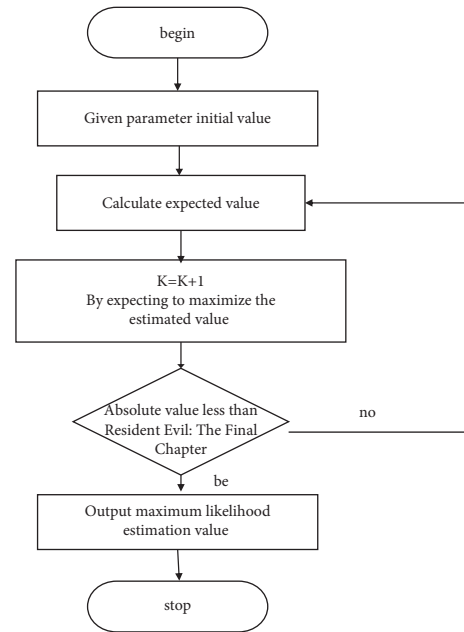 begin
Given parameter initial value
Calculate expected value
K=K+1
By expecting to maximize the
estimated value
Absolute value less than
Resident Evil: The Final
Chapter
no
be
Output maximum likelihood
estimation value
stop